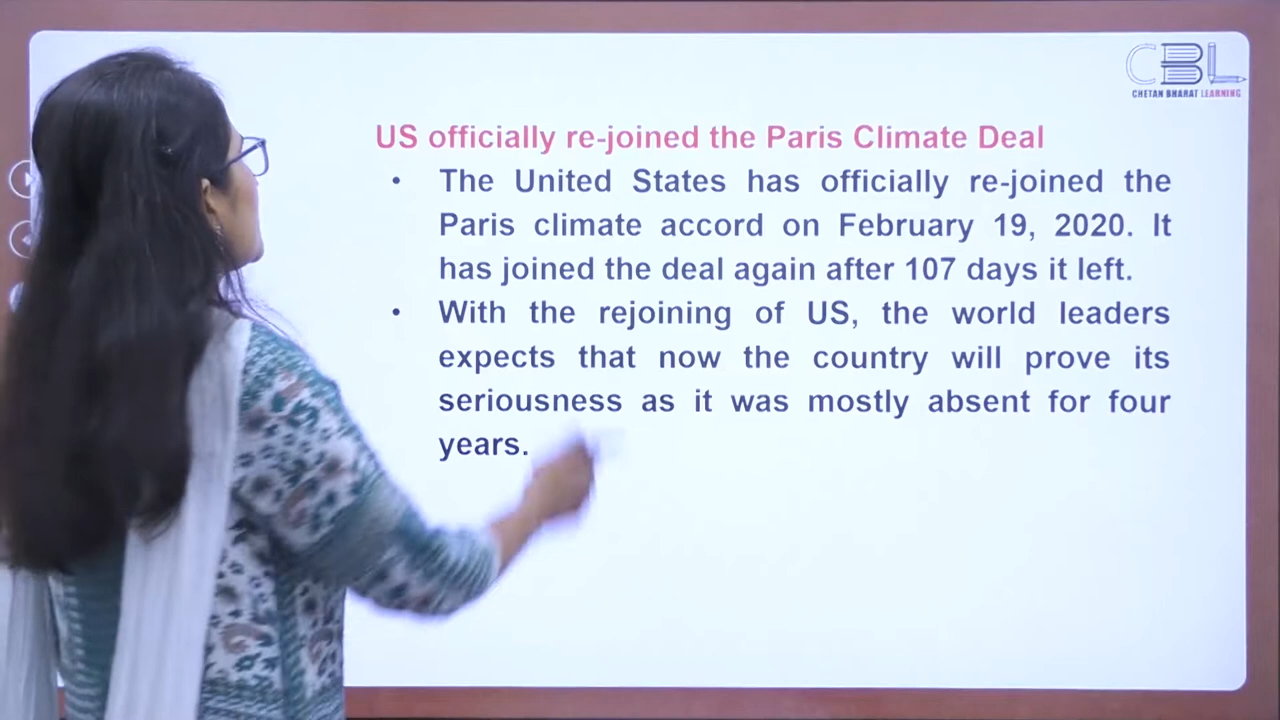 CBL
CHETAN BHARAT LEARNING
US officially re-joined the Paris Climate Deal
• The United States has officially re-joined the
Paris climate accord on February 19, 2020. It
has joined the deal again after 107 days it left.
• With the rejoining of US, the world leaders
expects that now the country will prove its
seriousness as it was mostly absent for four
years.